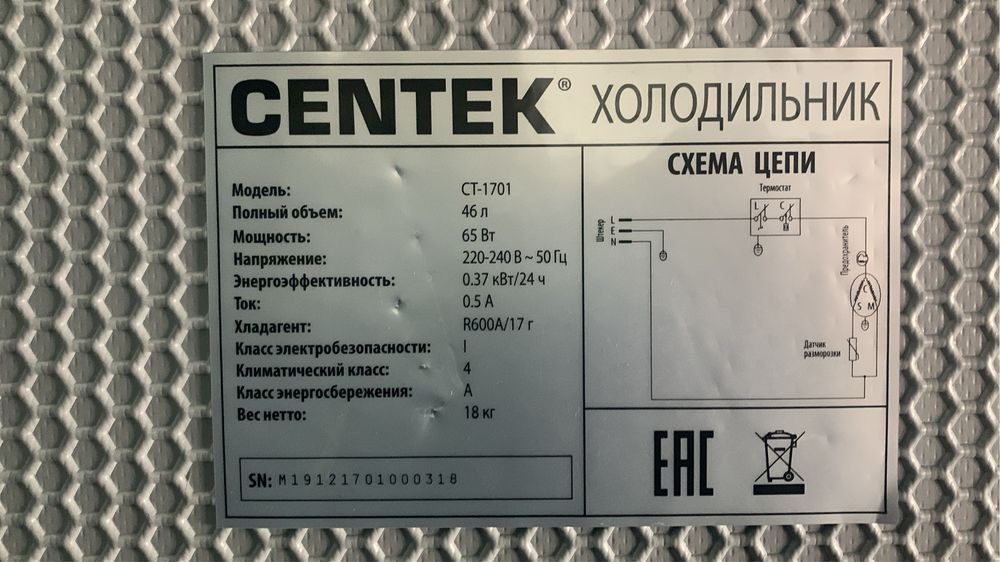 CENTEK® ХОЛОДИЛЬНИК
Модель: CT-1701
Полный объем: 46 л
Мощность: 65 Вт
Напряжение: 220-240 В ~ 50 Гц
Энергоэффективность: 0.37 кВт/24 ч
Ток: 0.5 А
Хладагент: R600A/17 г
Класс электробезопасности: I
Климатический класс: 4
Класс энергосбережения: А
Вес нетто: 18 кг
SN: M19121701000318
СХЕМА ЦЕПИ
Термостат
L C
Штекер
L
E
N
Предохранитель
C
S M
Датчик
разморозки
EAC